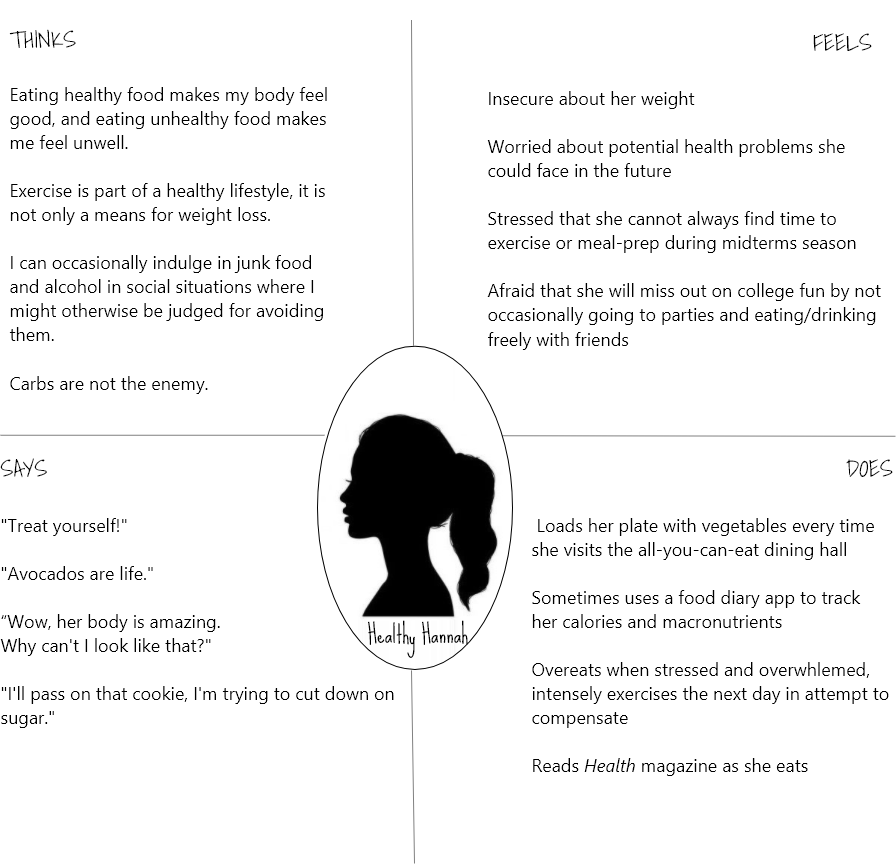 THINKS
Eating healthy food makes my body feel
good, and eating unhealthy food makes
me feel unwell.
Exercise is part of a healthy lifestyle, it is
not only a means for weight loss.
I can occasionally indulge in junk food
and alcohol in social situations where I
might otherwise be judged for avoiding
them.
Carbs are not the enemy.
FEELS
Insecure about her weight
Worried about potential health problems she
could face in the future
Stressed that she cannot always find time to
exercise or meal-prep during midterms season
Afraid that she will miss out on college fun by not
occasionally going to parties and eating/drinking
freely with friends
Healthy Hannah
SAYS
"Treat yourself!"
"Avocados are life."
“Wow, her body is amazing.
Why can't I look like that?"
"I'll pass on that cookie, I'm trying to cut down on
sugar."
DOES
Loads her plate with vegetables every time
she visits the all-you-can-eat dining hall
Sometimes uses a food diary app to track
her calories and macronutrients
Overeats when stressed and overwhlemed,
intensely exercises the next day in attempt to
compensate
Reads Health magazine as she eats